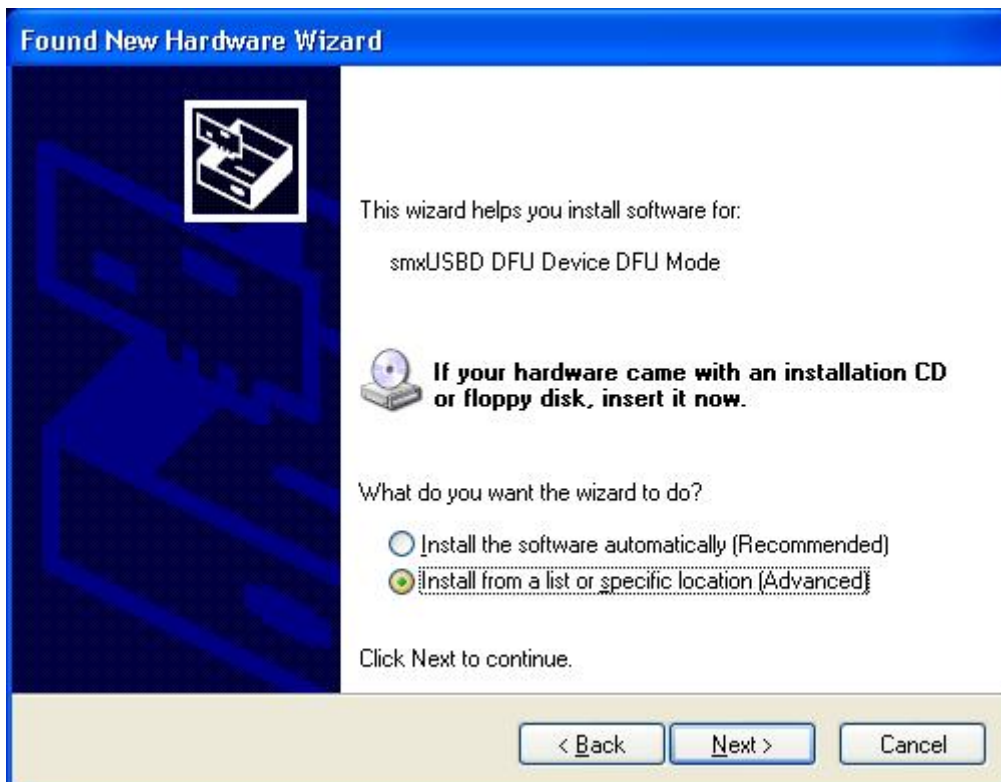 Found New Hardware Wizard
This wizard helps you install software for:
smxUSBD DFU Device DFU Mode
If your hardware came with an installation CD
or floppy disk, insert it now.
What do you want the wizard to do?
Install the software automatically (Recommended)
Install from a list or specific location (Advanced)
Click Next to continue.
< Back Next > Cancel